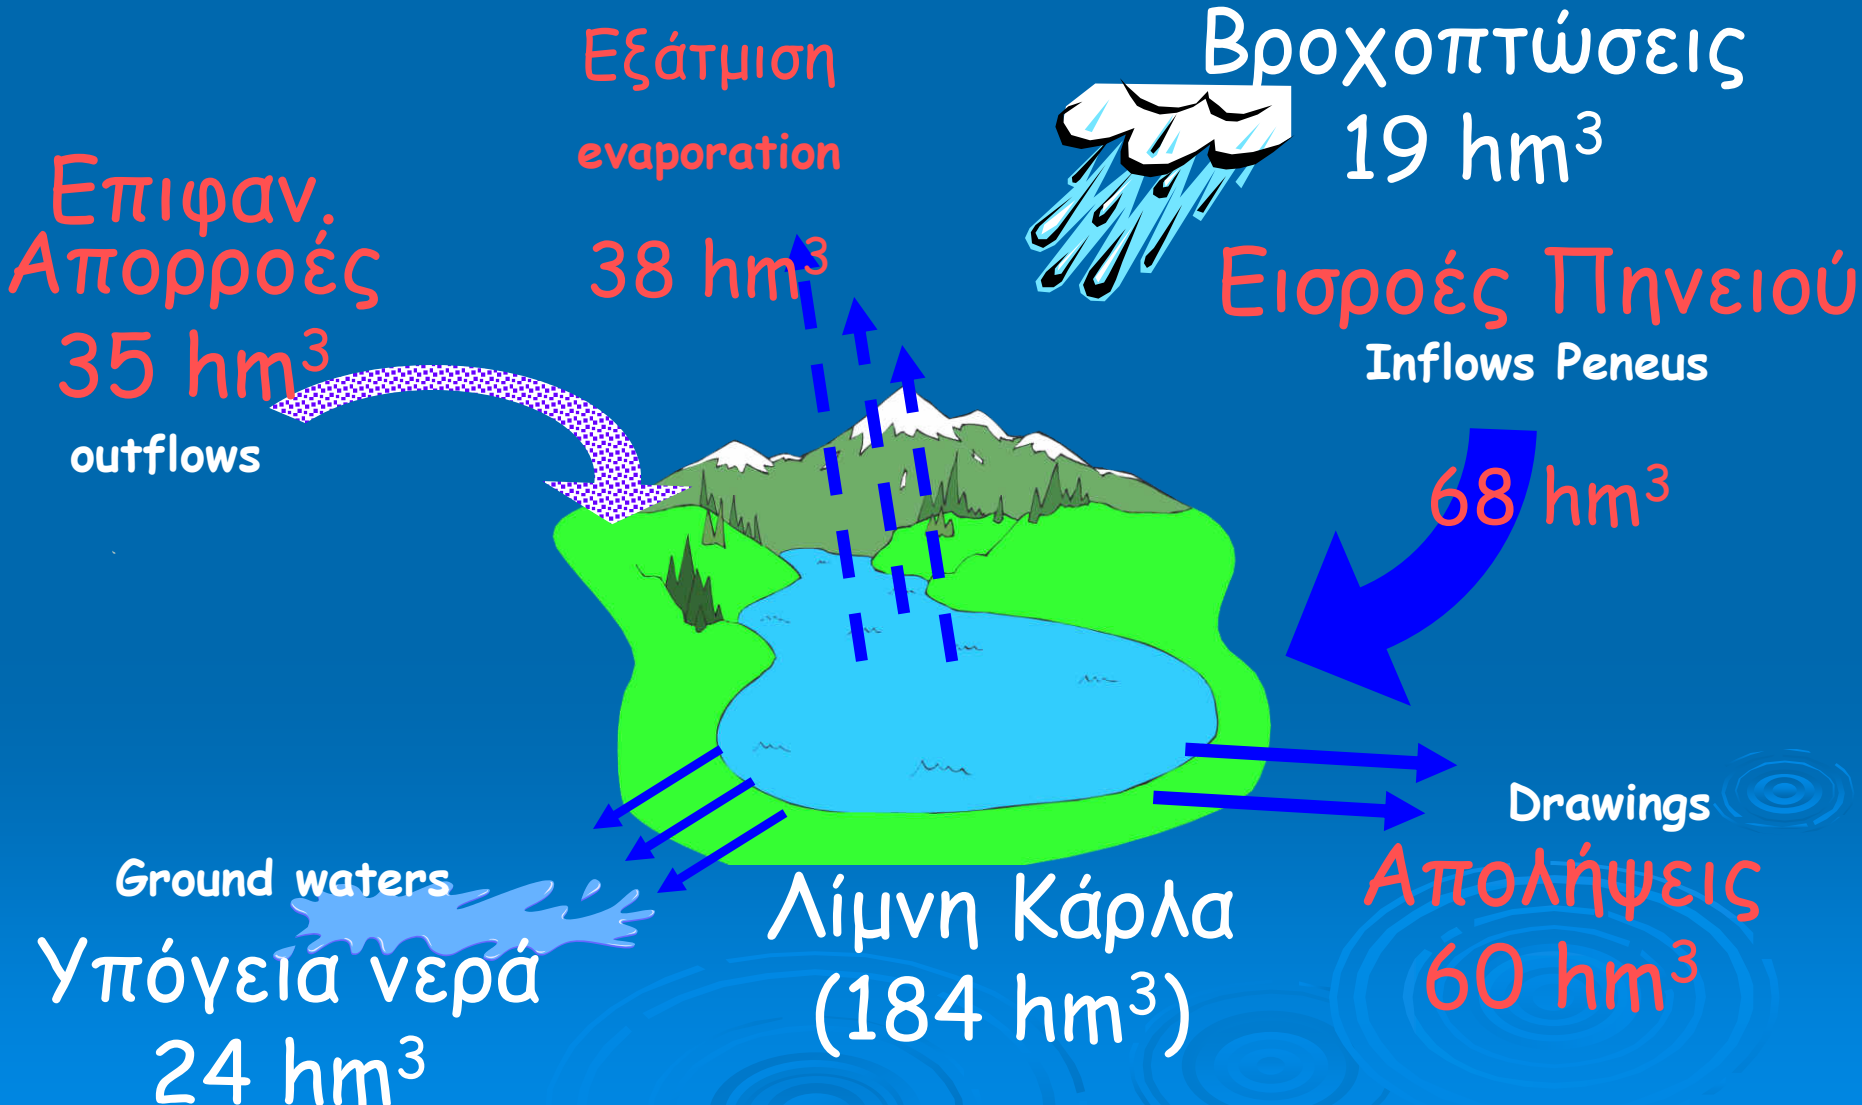 Εξάτμιση
evaporation
38 hm³
Βροχοπτώσεις
19 hm³
Επιφαν.
Απορροές
35 hm³
outflows
Εισροές Πηνειού
Inflows Peneus
68 hm³
Drawings
Απολήψεις
60 hm³
Ground waters
Υπόγεια νερά
24 hm³
Λίμνη Κάρλα
(184 hm³)